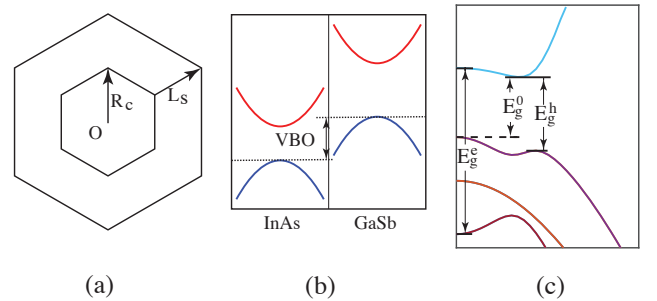 R_c
L_s
O
(a)
VBO
InAs
GaSb
(b)
E_g^0
E_g^h
E_g^e
(c)